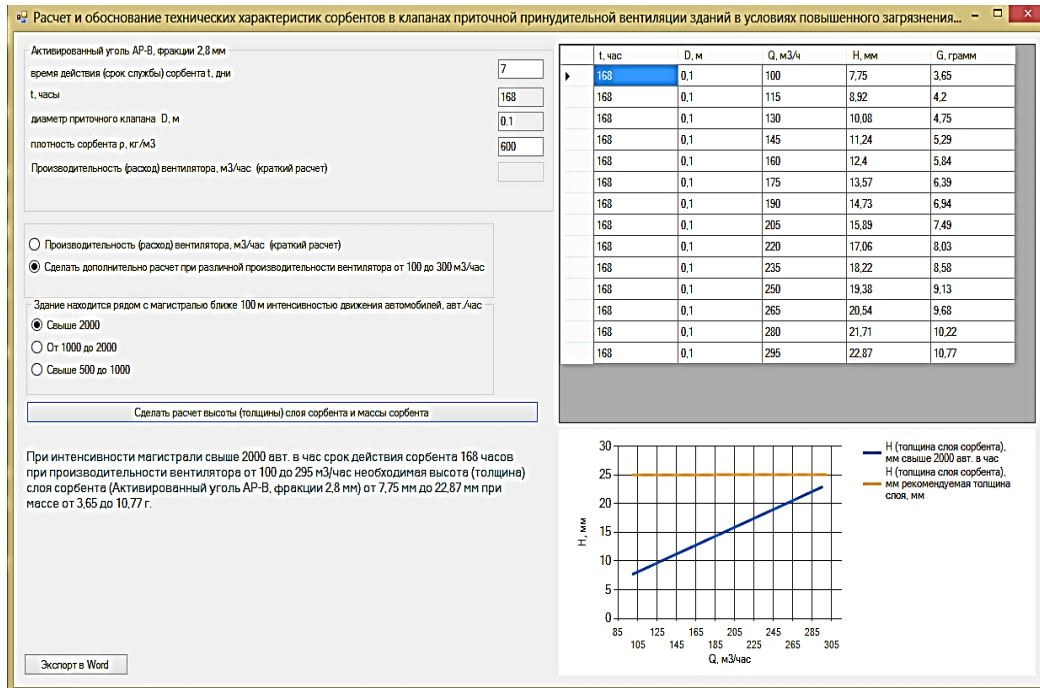 Расчет и обоснование технических характеристик сорбентов в клапанах приточной принудительной вентиляции зданий в условиях повышенного загрязнения...
Активированный уголь АР-В, фракции 2,8 мм
время действия (срок службы) сорбента t, дни
7
t, часы
168
диаметр приточного клапана D, м
0.1
плотность сорбента ρ, кг/м3
600
Производительность (расход) вентилятора, м3/час (краткий расчет)
Производительность (расход) вентилятора, м3/час (краткий расчет)
Сделать дополнительно расчет при различной производительности вентилятора от 100 до 300 м3/час
Здание находится рядом с магистралью ближе 100 м интенсивностью движения автомобилей, авт./час
Свыше 2000
От 1000 до 2000
Свыше 500 до 1000
Сделать расчет высоты (толщины) слоя сорбента и массы сорбента
При интенсивности магистрали свыше 2000 авт. в час срок действия сорбента 168 часов
при производительности вентилятора от 100 до 295 м3/час необходимая высота (толщина)
слоя сорбента (Активированный уголь АР-В, фракции 2,8 мм) от 7,75 мм до 22,87 мм при
массе от 3,65 до 10,77 г.
Экспорт в Word
t, час D, м Q, м3/ч H, мм G, грамм
168 0,1 100 7,75 3,65
168 0,1 115 8,92 4,2
168 0,1 130 10,08 4,75
168 0,1 145 11,24 5,29
168 0,1 160 12,4 5,84
168 0,1 175 13,57 6,39
168 0,1 190 14,73 6,94
168 0,1 205 15,89 7,49
168 0,1 220 17,06 8,03
168 0,1 235 18,22 8,58
168 0,1 250 19,38 9,13
168 0,1 265 20,54 9,68
168 0,1 280 21,71 10,22
168 0,1 295 22,87 10,77
H, мм
30
25
20
15
10
5
0
85 125 165 205 245 285
105 145 185 225 265 305
Q, м3/час
H (толщина слоя сорбента),
мм свыше 2000 авт. в час
H (толщина слоя сорбента),
мм рекомендуемая толщина
слоя, мм